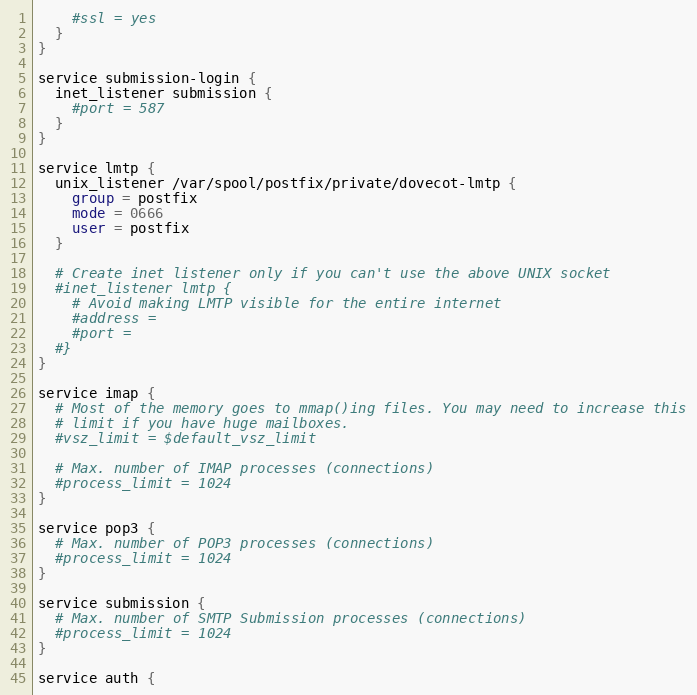 1     #ssl = yes
2   }
3 }
4
5 service submission-login {
6   inet_listener submission {
7     #port = 587
8   }
9 }
10
11 service lmtp {
12   unix_listener /var/spool/postfix/private/dovecot-lmtp {
13     group = postfix
14     mode = 0666
15     user = postfix
16   }
17
18   # Create inet listener only if you can't use the above UNIX socket
19   #inet_listener lmtp {
20     # Avoid making LMTP visible for the entire internet
21     #address =
22     #port =
23   #}
24 }
25
26 service imap {
27   # Most of the memory goes to mmap()ing files. You may need to increase this
28   # limit if you have huge mailboxes.
29   #vsz_limit = $default_vsz_limit
30
31   # Max. number of IMAP processes (connections)
32   #process_limit = 1024
33 }
34
35 service pop3 {
36   # Max. number of POP3 processes (connections)
37   #process_limit = 1024
38 }
39
40 service submission {
41   # Max. number of SMTP Submission processes (connections)
42   #process_limit = 1024
43 }
44
45 service auth {